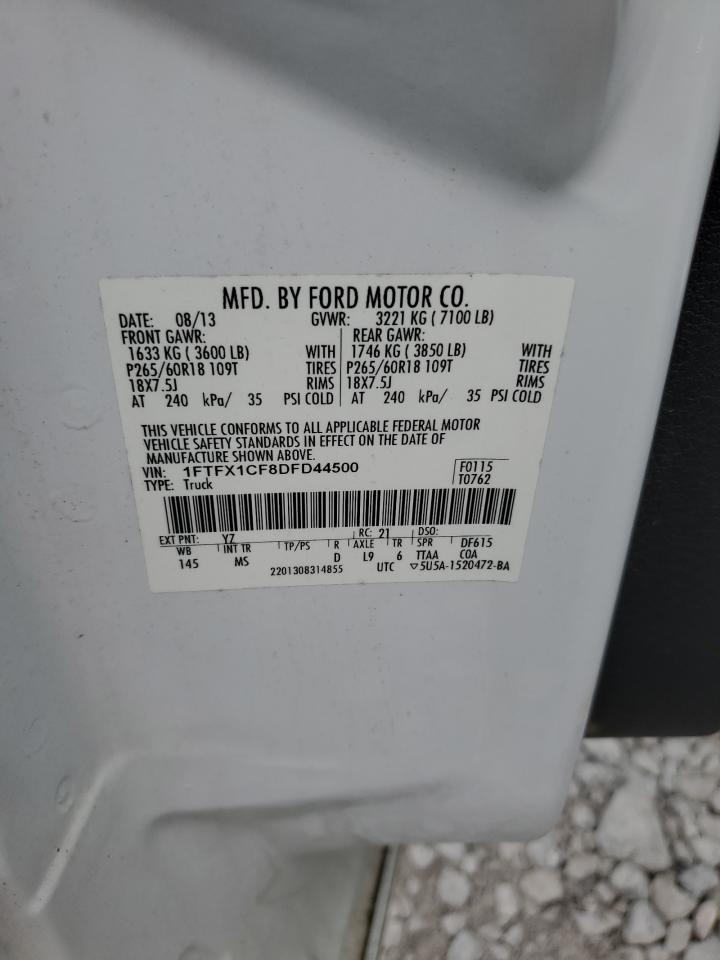 MFD. BY FORD MOTOR CO.
DATE: 08/13 GVWR: 3221 KG ( 7100 LB)
FRONT GAWR: REAR GAWR:
1633 KG ( 3600 LB) WITH 1746 KG ( 3850 LB) WITH
P265/60R18 109T TIRES P265/60R18 109T TIRES
18X7.5J RIMS 18X7.5J RIMS
AT 240 kPa/ 35 PSI COLD AT 240 kPa/ 35 PSI COLD
THIS VEHICLE CONFORMS TO ALL APPLICABLE FEDERAL MOTOR
VEHICLE SAFETY STANDARDS IN EFFECT ON THE DATE OF
MANUFACTURE SHOWN ABOVE.
VIN: 1FTFX1CF8DFD44500 F0115
TYPE: Truck T0762
EXT PNT: YZ RC: 21 DSO:
WB INT TR TP/PS R AXLE TR SPR DF615
145 MS D L9 6 TTAA COA
2201308314855 UTC ▽5U5A-1520472-BA